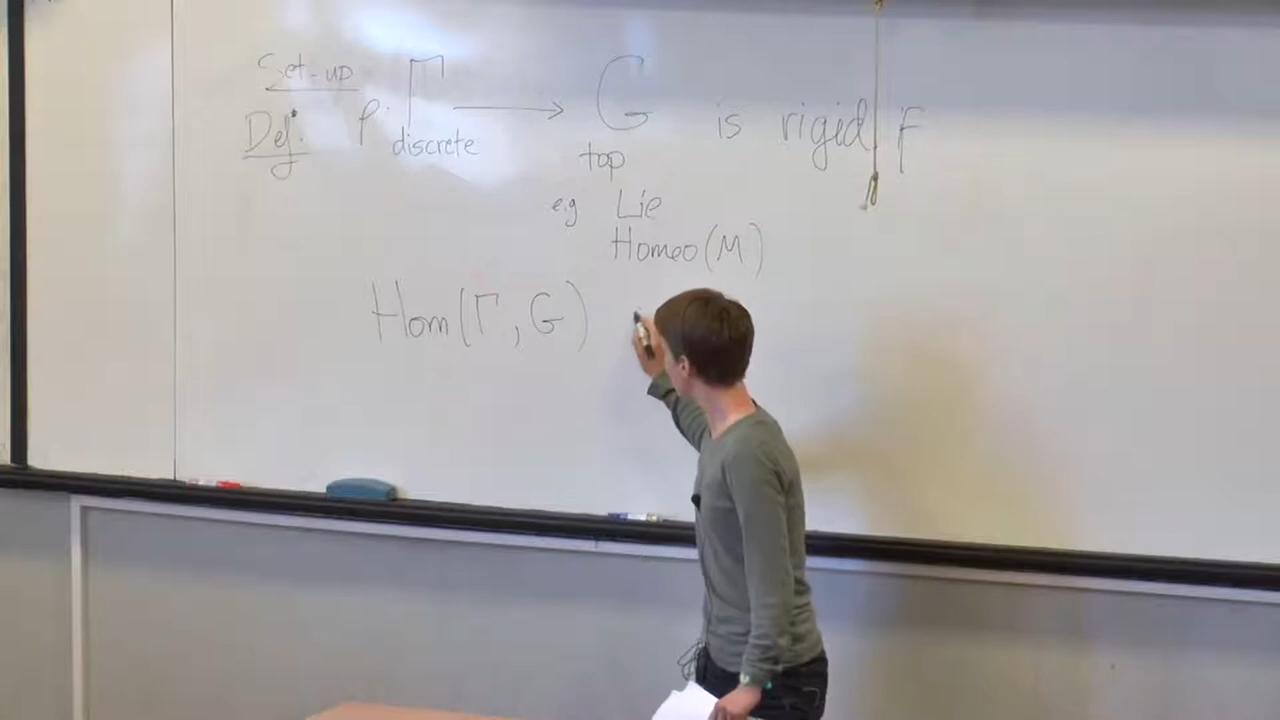 Set-up
Def. ρ: Γ → G is rigid if
discrete top
e.g Lie
Homeo(M)
Hom(Γ, G)